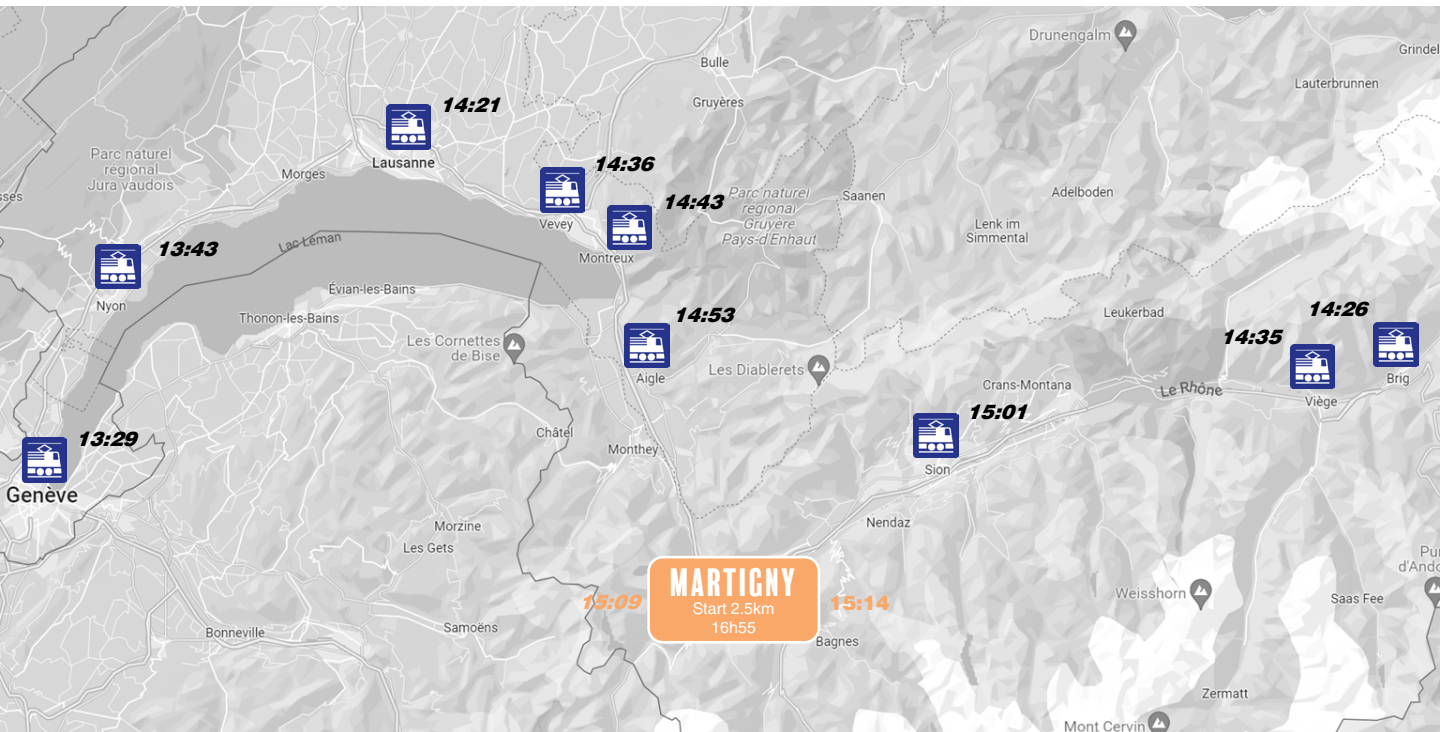 Drunengalm
Grindel
Bulle
Lauterbrunnen
Gruyères
14:21
Lausanne
Parc naturel
régional
Jura vaudois
Morges
14:36
Vevey
14:43
Montreux
Parc naturel
régional
Gruyère
Pays-d'Enhaut
Saanen
Adelboden
Lenk im
Simmental
sses
13:43
Nyon
Lac Léman
Évian-les-Bains
Thonon-les-Bains
Les Cornettes
de Bise
14:53
Aigle
Les Diablerets
Leukerbad
14:26
Brig
14:35
Viège
Crans-Montana
Le Rhône
15:01
Sion
13:29
Genève
Châtel
Monthey
Morzine
Les Gets
Nendaz
15:09
MARTIGNY
Start 2.5km
16h55
15:14
Weisshorn
Pun
d'Ando
Saas Fee
Bonneville
Samoëns
Bagnes
Zermatt
Mont Cervin